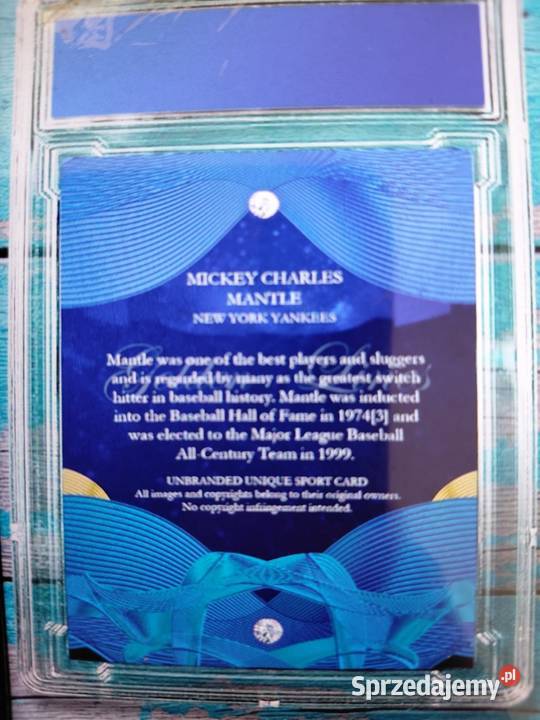 MICKEY CHARLES
MANTLE
NEW YORK YANKEES
Mantle was one of the best players and sluggers
and is regarded by many as the greatest switch
hitter in baseball history. Mantle was inducted
into the Baseball Hall of Fame in 1974[3] and
was elected to the Major League Baseball
All-Century Team in 1999.
UNBRANDED UNIQUE SPORT CARD
All images and copyrights belong to their original owners.
No copyright infringement intended.
Sprzedajemy.pl